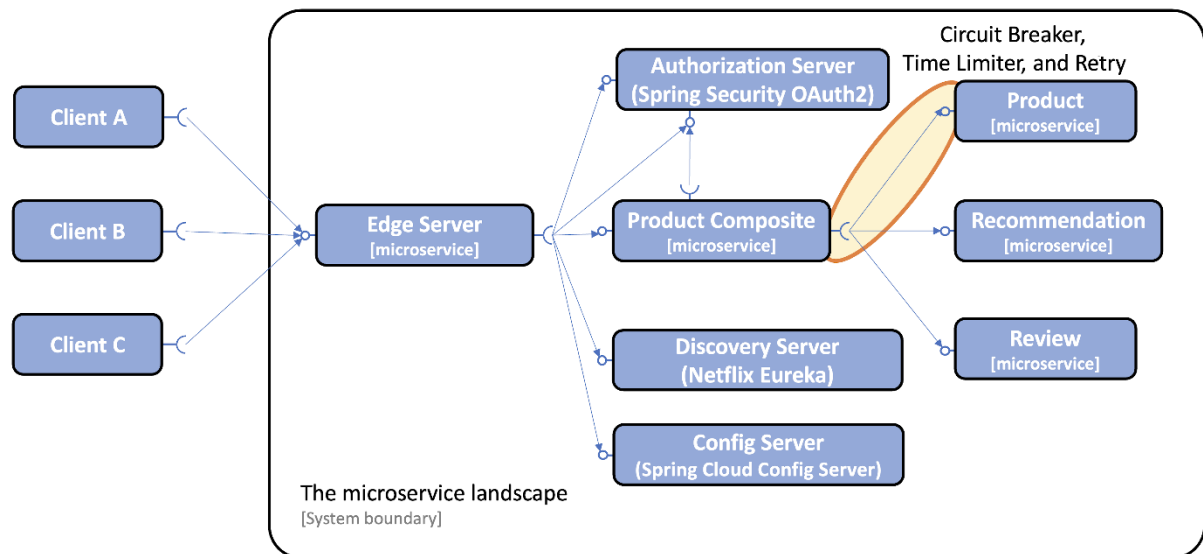 Circuit Breaker,
Time Limiter, and Retry
Authorization Server
(Spring Security OAuth2)
Product
[microservice]
Client A
Client B
Client C
Edge Server
[microservice]
Product Composite
[microservice]
Recommendation
[microservice]
Discovery Server
(Netflix Eureka)
Review
[microservice]
Config Server
(Spring Cloud Config Server)
The microservice landscape
[System boundary]